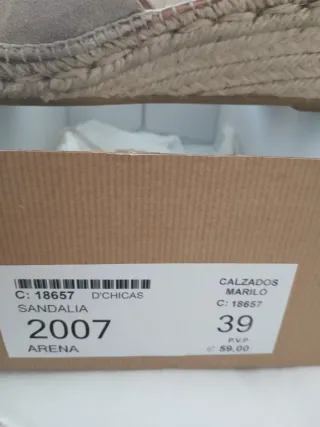 C: 18657 D'CHICAS
SANDALIA
2007
ARENA
CALZADOS
MARILO
C: 18657
39
P.V.P
€ 59.00